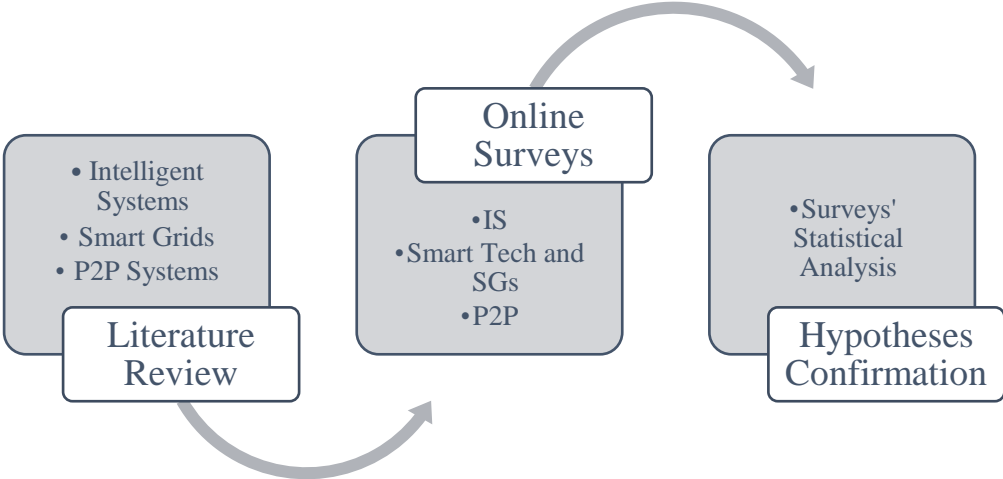 • Intelligent
Systems
• Smart Grids
• P2P Systems
Literature
Review
Online
Surveys
•IS
•Smart Tech and
SGs
•P2P
•Surveys'
Statistical
Analysis
Hypotheses
Confirmation